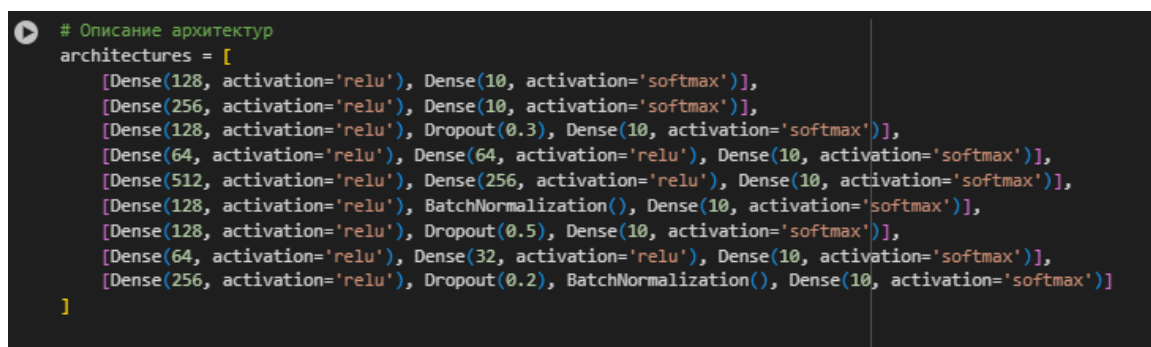 # Описание архитектур
architectures = [
    [Dense(128, activation='relu'), Dense(10, activation='softmax')],
    [Dense(256, activation='relu'), Dense(10, activation='softmax')],
    [Dense(128, activation='relu'), Dropout(0.3), Dense(10, activation='softmax')],
    [Dense(64, activation='relu'), Dense(64, activation='relu'), Dense(10, activation='softmax')],
    [Dense(512, activation='relu'), Dense(256, activation='relu'), Dense(10, activation='softmax')],
    [Dense(128, activation='relu'), BatchNormalization(), Dense(10, activation='softmax')],
    [Dense(128, activation='relu'), Dropout(0.5), Dense(10, activation='softmax')],
    [Dense(64, activation='relu'), Dense(32, activation='relu'), Dense(10, activation='softmax')],
    [Dense(256, activation='relu'), Dropout(0.2), BatchNormalization(), Dense(10, activation='softmax')]
]